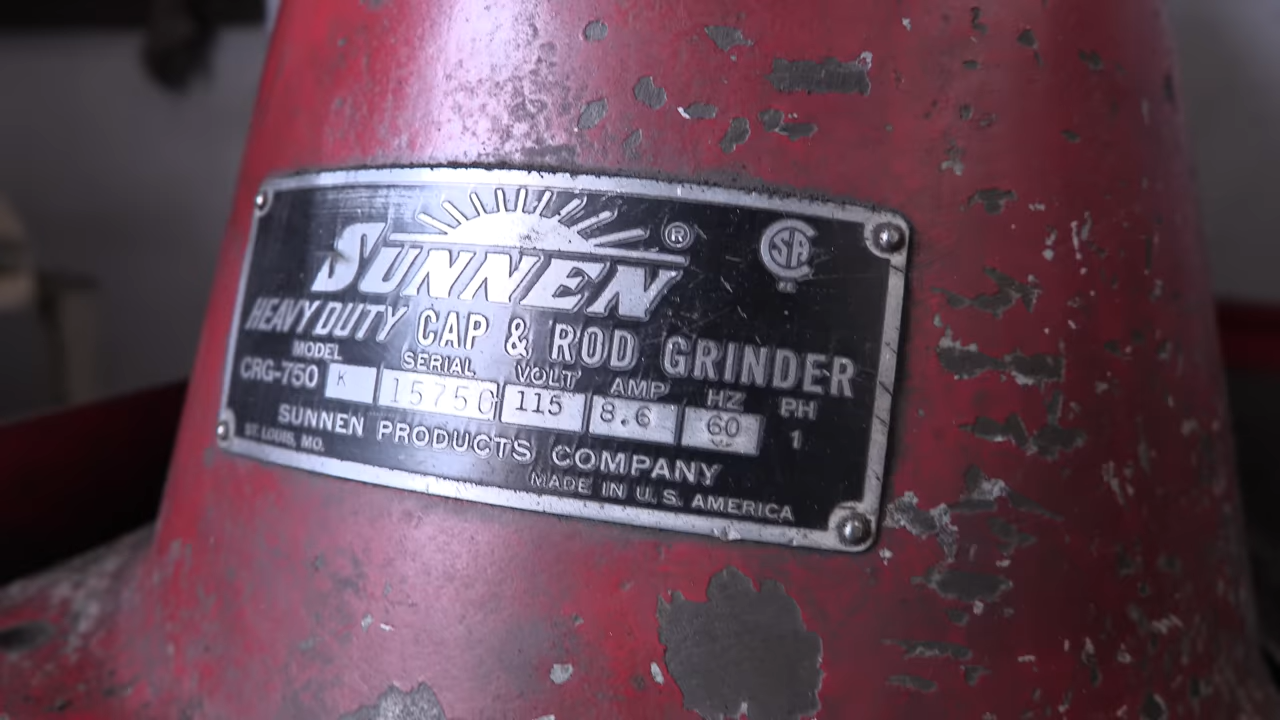 SUNNEN ®
SA
HEAVY DUTY CAP & ROD GRINDER
MODEL SERIAL VOLT AMP HZ PH
CRG-750 K 15750 115 8.6 60 1
SUNNEN PRODUCTS COMPANY
ST. LOUIS, MO.
MADE IN U.S. AMERICA